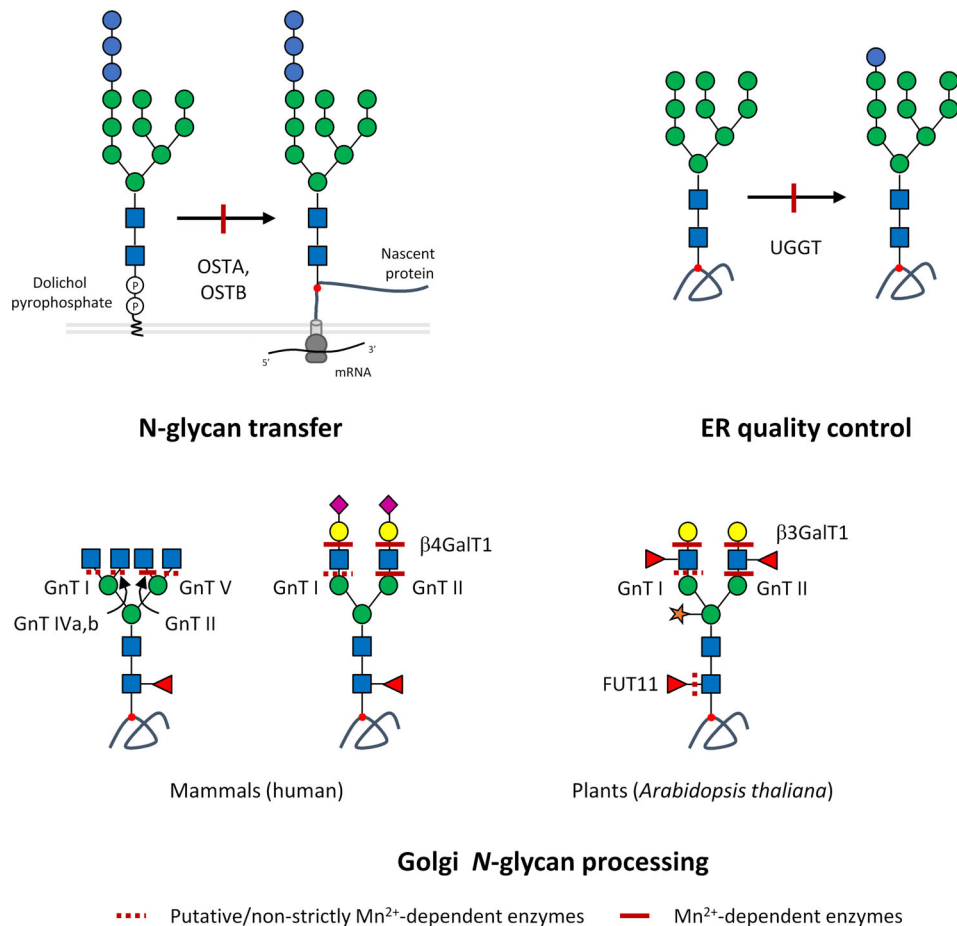 Dolichol
pyrophosphate
P
P
OSTA,
OSTB
Nascent
protein
5′
3′
mRNA
UGGT
N-glycan transfer
ER quality control
GnT I
GnT V
GnT IVa,b
GnT II
β4GalT1
GnT I
GnT II
β3GalT1
GnT I
GnT II
FUT11
Mammals (human)
Plants (Arabidopsis thaliana)
Golgi N-glycan processing
Putative/non-strictly Mn²⁺-dependent enzymes
Mn²⁺-dependent enzymes